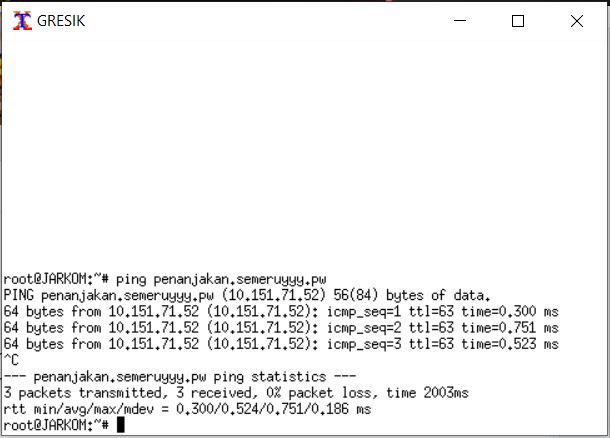 GRESIK
root@JARKOM:~# ping penanjakan.semeruyyy.pw
PING penanjakan.semeruyyy.pw (10.151.71.52) 56(84) bytes of data.
64 bytes from 10.151.71.52 (10.151.71.52): icmp_seq=1 ttl=63 time=0.300 ms
64 bytes from 10.151.71.52 (10.151.71.52): icmp_seq=2 ttl=63 time=0.751 ms
64 bytes from 10.151.71.52 (10.151.71.52): icmp_seq=3 ttl=63 time=0.523 ms
^C
--- penanjakan.semeruyyy.pw ping statistics ---
3 packets transmitted, 3 received, 0% packet loss, time 2003ms
rtt min/avg/max/mdev = 0.300/0.524/0.751/0.186 ms
root@JARKOM:~#